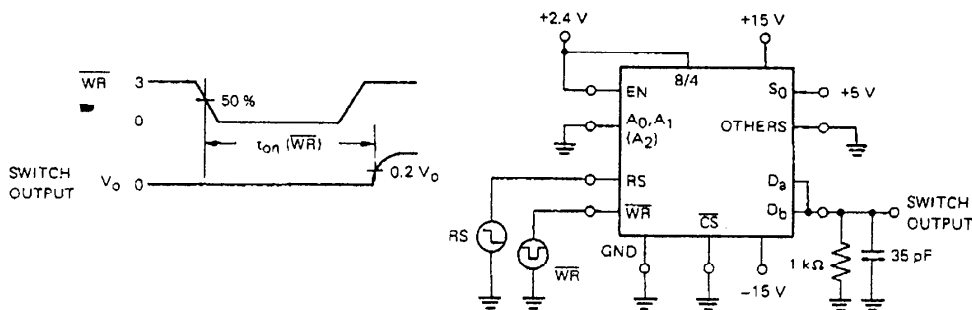 +2.4 V
+15 V
WR 3
50 %
0
ton (WR)
SWITCH
OUTPUT
Vo 0
0.2 Vo
8/4
EN
S0
+5 V
A0, A1
(A2)
OTHERS
RS
Da
WR
CS
Db
SWITCH
OUTPUT
RS
WR
GND
-15 V
1 kΩ
35 pF